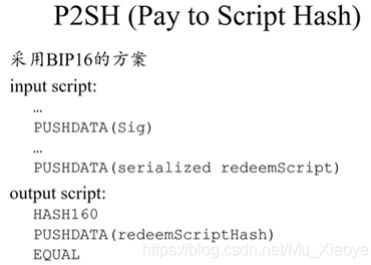 P2SH (Pay to Script Hash)
采用BIP16的方案
input script:
…
PUSHDATA(Sig)
…
PUSHDATA(serialized redeemScript)
output script:
HASH160
PUSHDATA(redeemScriptHash)
EQUAL
https://blog.csdn.net/Mu_Xiaoye